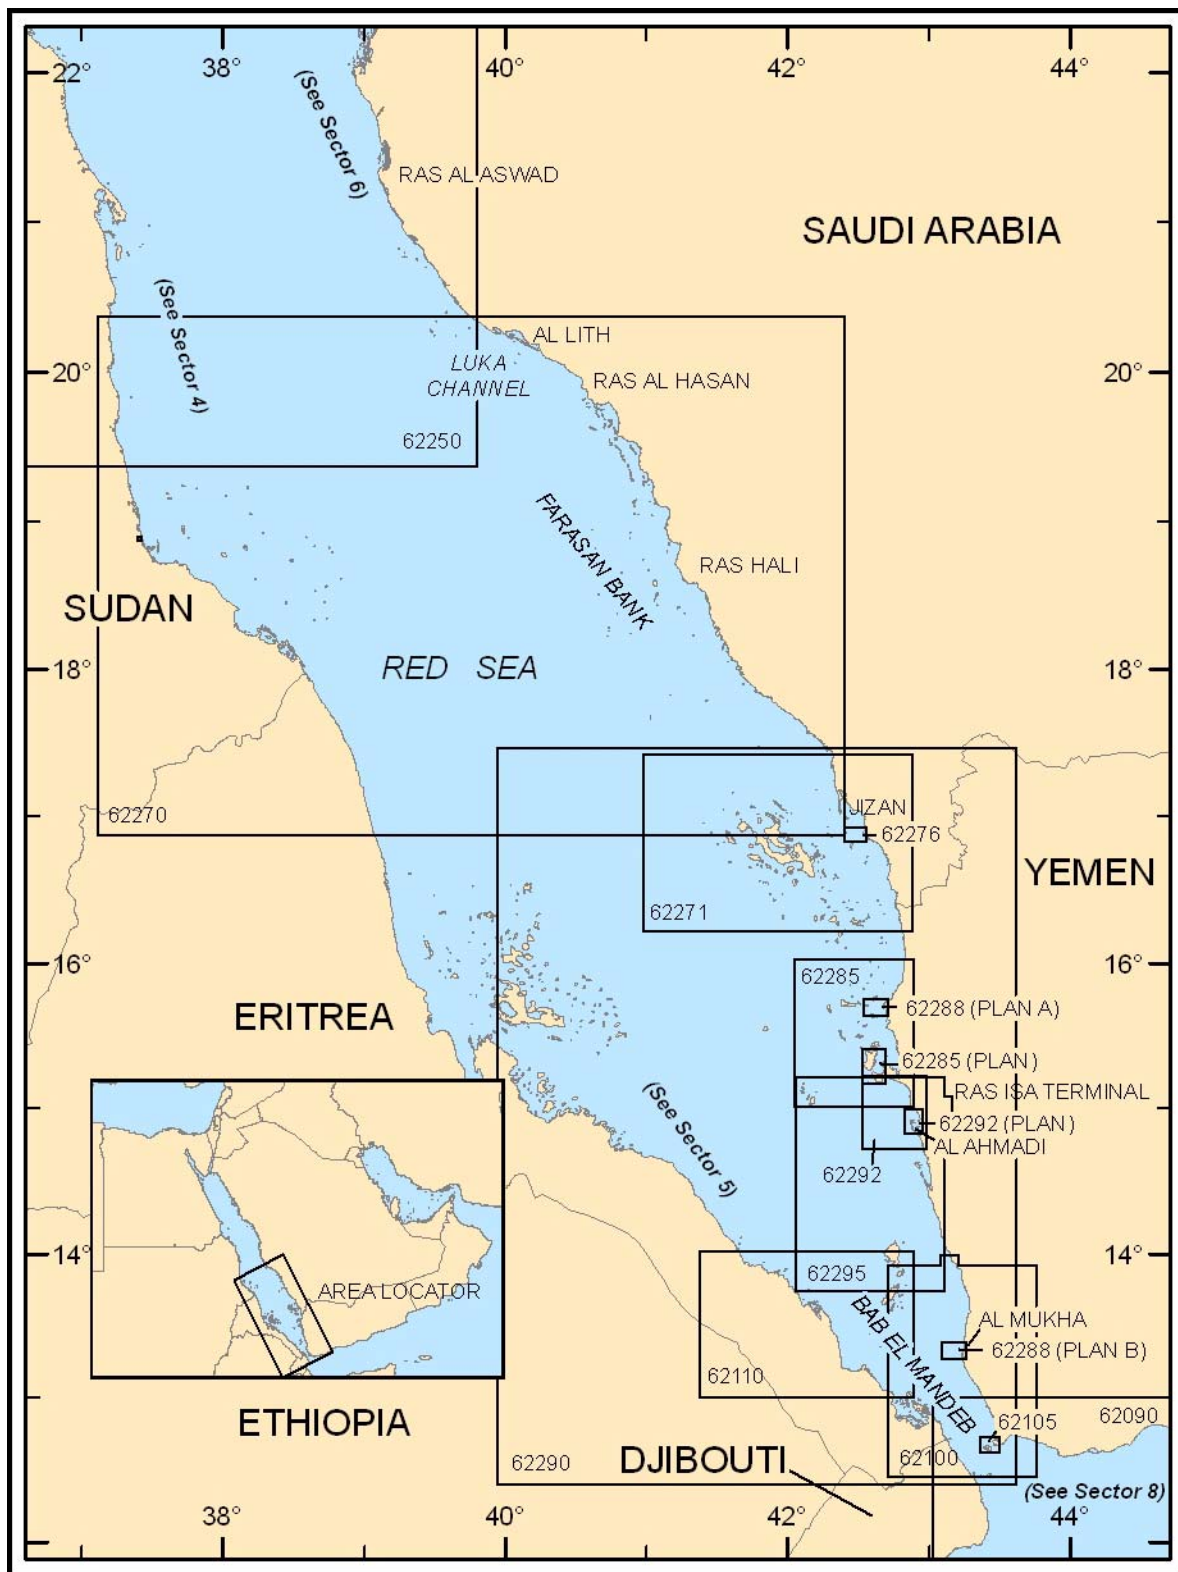 38°
40°
42°
44°
22°
(See Sector 6)
RAS AL ASWAD
SAUDI ARABIA
(See Sector 4)
AL LITH
LUKA
CHANNEL
20°
RAS AL HASAN
20°
62250
FARASAN BANK
RAS HALI
SUDAN
RED SEA
18°
18°
62270
JIZAN
62276
YEMEN
62271
16°
62285
16°
62288 (PLAN A)
ERITREA
62285 (PLAN)
RAS ISA TERMINAL
(See Sector 5)
62292 (PLAN)
AL AHMADI
62292
14°
14°
62295
AREA LOCATOR
BAB EL MANDEB
AL MUKHA
62288 (PLAN B)
62110
ETHIOPIA
62105
62090
62100
62290
DJIBOUTI
(See Sector 8)
38°
40°
42°
44°